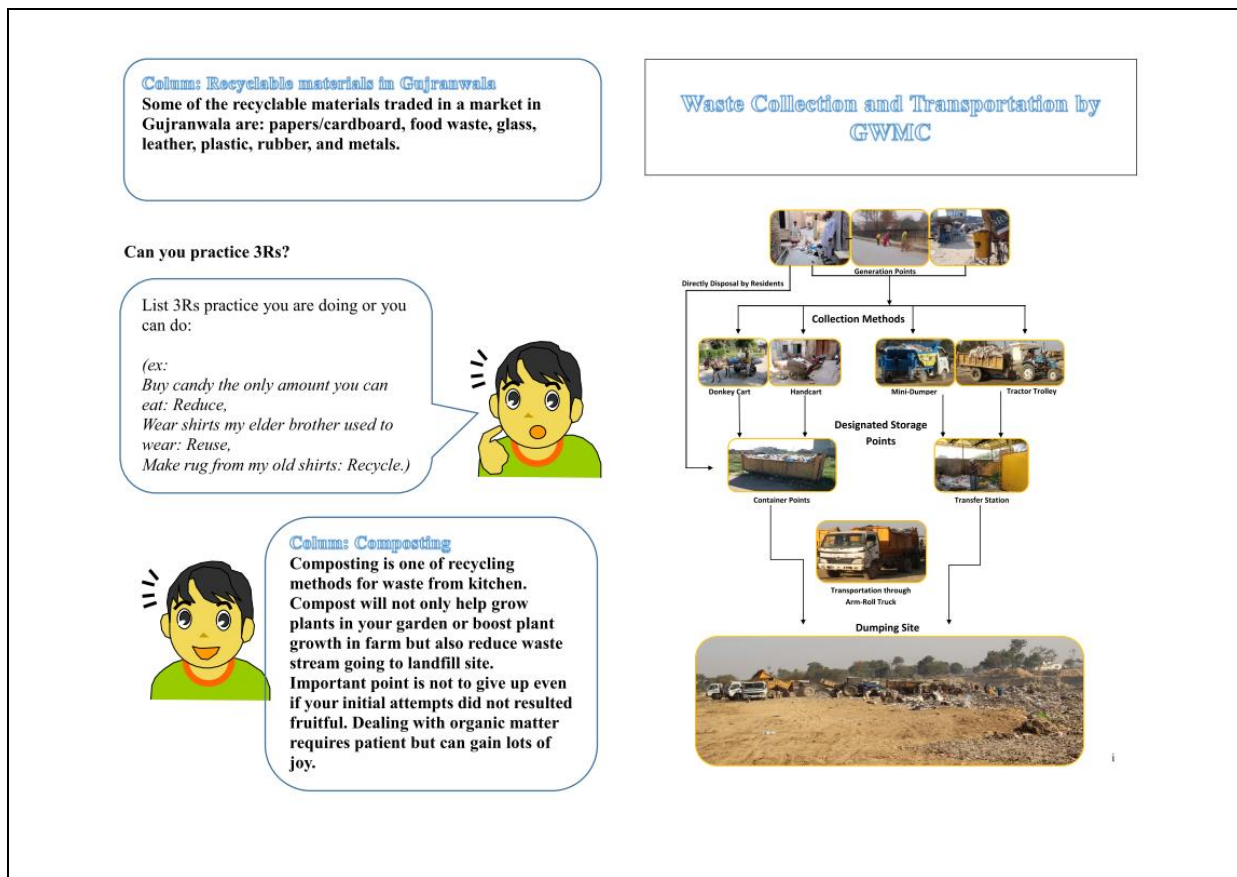 Colum: Recyclable materials in Gujranwala
Some of the recyclable materials traded in a market in
Gujranwala are: papers/cardboard, food waste, glass,
leather, plastic, rubber, and metals.
Can you practice 3Rs?
List 3Rs practice you are doing or you
can do:
(ex:
Buy candy the only amount you can
eat: Reduce,
Wear shirts my elder brother used to
wear: Reuse,
Make rug from my old shirts: Recycle.)
Colum: Composting
Composting is one of recycling
methods for waste from kitchen.
Compost will not only help grow
plants in your garden or boost plant
growth in farm but also reduce waste
stream going to landfill site.
Important point is not to give up even
if your initial attempts did not resulted
fruitful. Dealing with organic matter
requires patient but can gain lots of
joy.
Waste Collection and Transportation by
GWMC
Generation Points
Directly Disposal by Residents
Collection Methods
Donkey Cart
Handcart
Mini-Dumper
Tractor Trolley
Designated Storage
Points
Container Points
Transfer Station
Transportation through
Arm-Roll Truck
Dumping Site
i